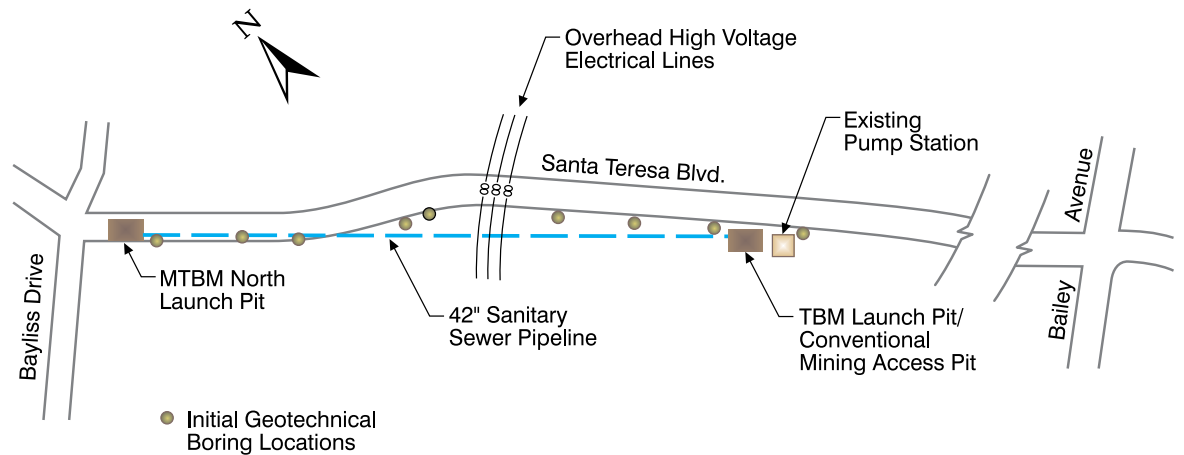 N
Overhead High Voltage
Electrical Lines
Existing
Pump Station
Santa Teresa Blvd.
Avenue
Bailey
Bayliss Drive
MTBM North
Launch Pit
42" Sanitary
Sewer Pipeline
TBM Launch Pit/
Conventional
Mining Access Pit
Initial Geotechnical
Boring Locations